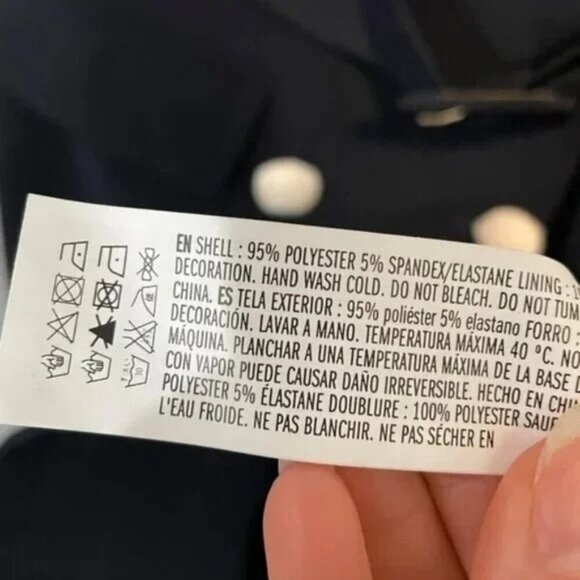 EN SHELL : 95% POLYESTER 5% SPANDEX/ELASTANE LINING :
DECORATION. HAND WASH COLD. DO NOT BLEACH. DO NOT TUM
CHINA. ES TELA EXTERIOR : 95% poliéster 5% elastano FORRO :
DECORACIÓN. LAVAR A MANO. TEMPERATURA MÁXIMA 40 ºC. NO
MÁQUINA. PLANCHAR A UNA TEMPERATURA MÁXIMA DE LA BASE
CON VAPOR PUEDE CAUSAR DAÑO IRREVERSIBLE. HECHO EN CHI
POLYESTER 5% ÉLASTANE DOUBLURE : 100% POLYESTER SAUF
L'EAU FROIDE. NE PAS BLANCHIR. NE PAS SÉCHER EN